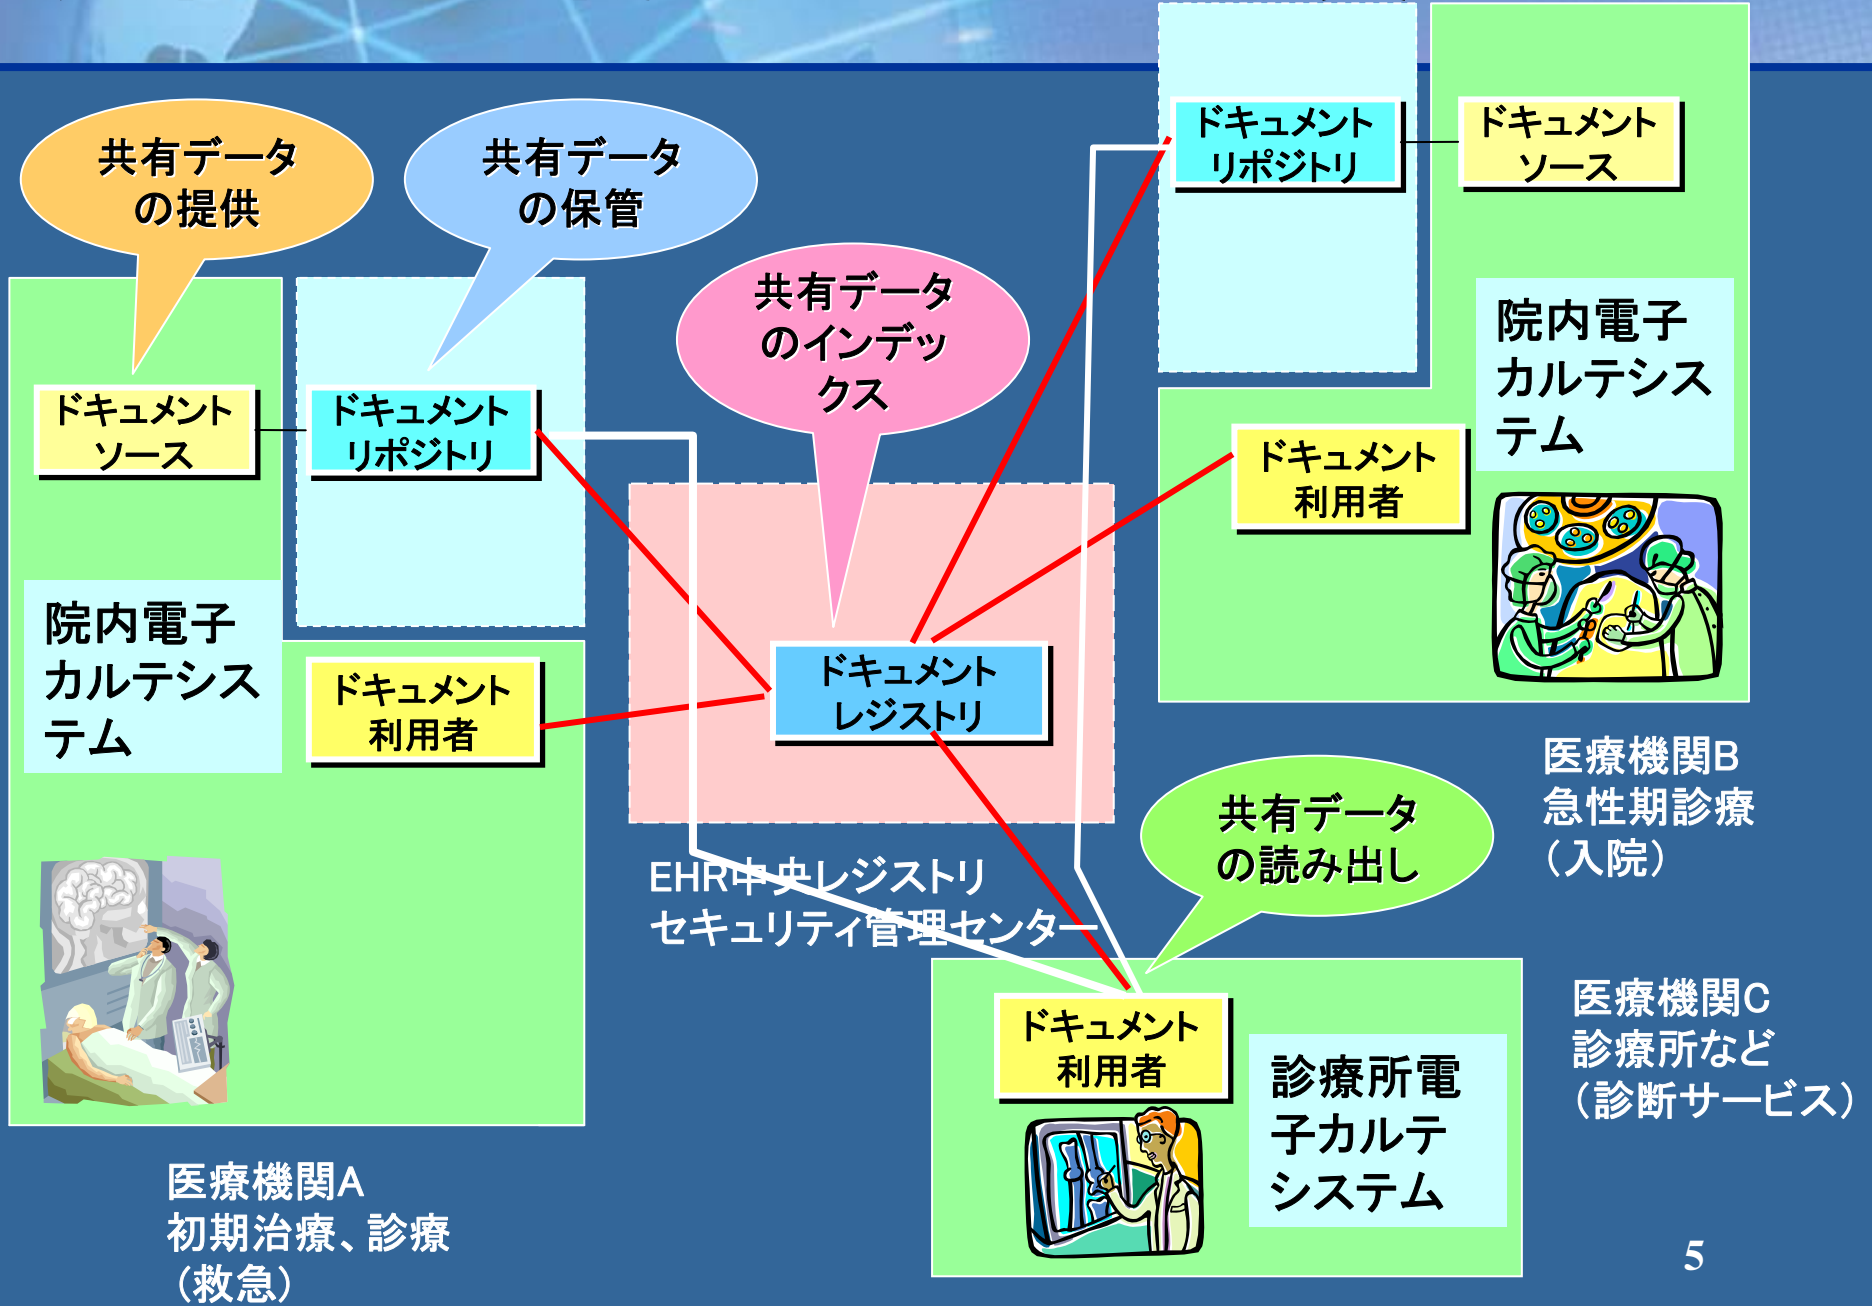 共有データ
の提供
共有データ
の保管
ドキュメント
リポジトリ
ドキュメント
ソース
共有データ
のインデッ
クス
院内電子
カルテシス
テム
ドキュメント
ソース
ドキュメント
リポジトリ
ドキュメント
利用者
院内電子
カルテシス
テム
ドキュメント
利用者
ドキュメント
レジストリ
医療機関B
急性期診療
（入院）
共有データ
の読み出し
EHR中央レジストリ
セキュリティ管理センター
ドキュメント
利用者
診療所電
子カルテ
システム
医療機関C
診療所など
（診断サービス）
医療機関A
初期治療、診療
（救急）
5